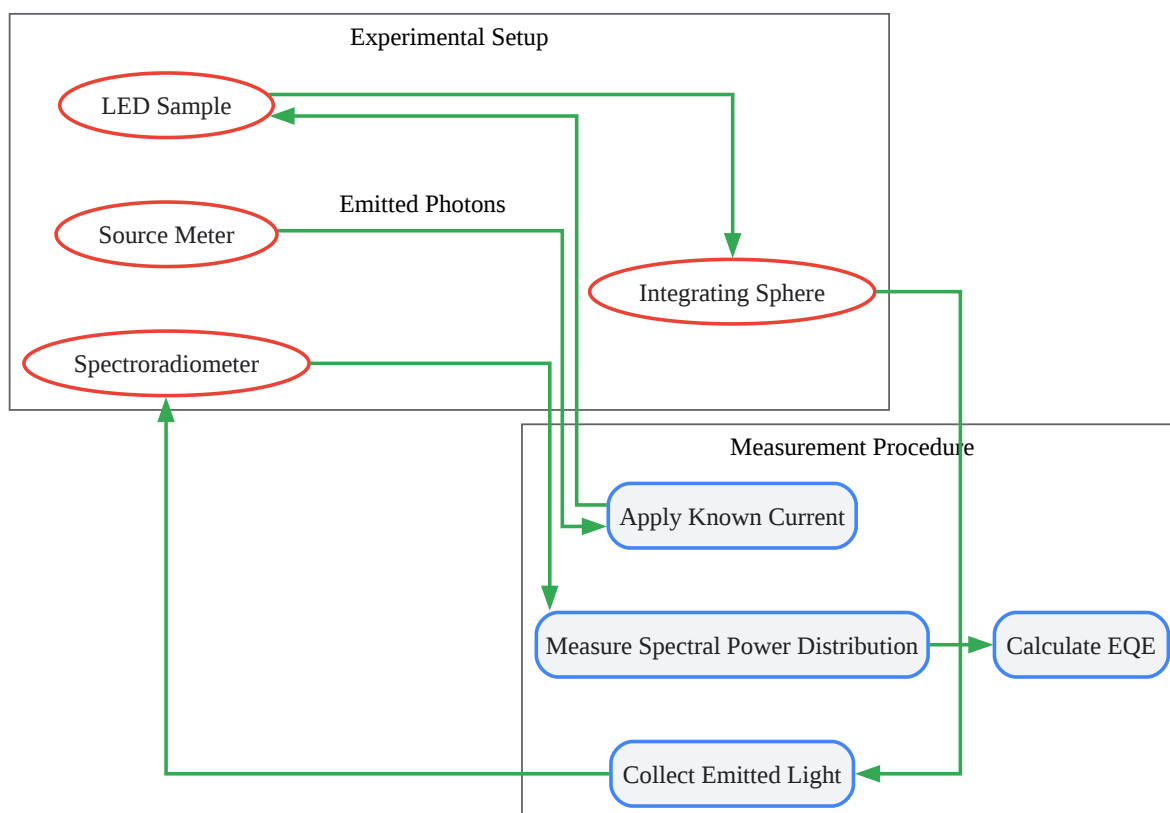 Experimental Setup
LED Sample
Emitted Photons
Source Meter
Integrating Sphere
Spectroradiometer
Measurement Procedure
Apply Known Current
Measure Spectral Power Distribution
Calculate EQE
Collect Emitted Light